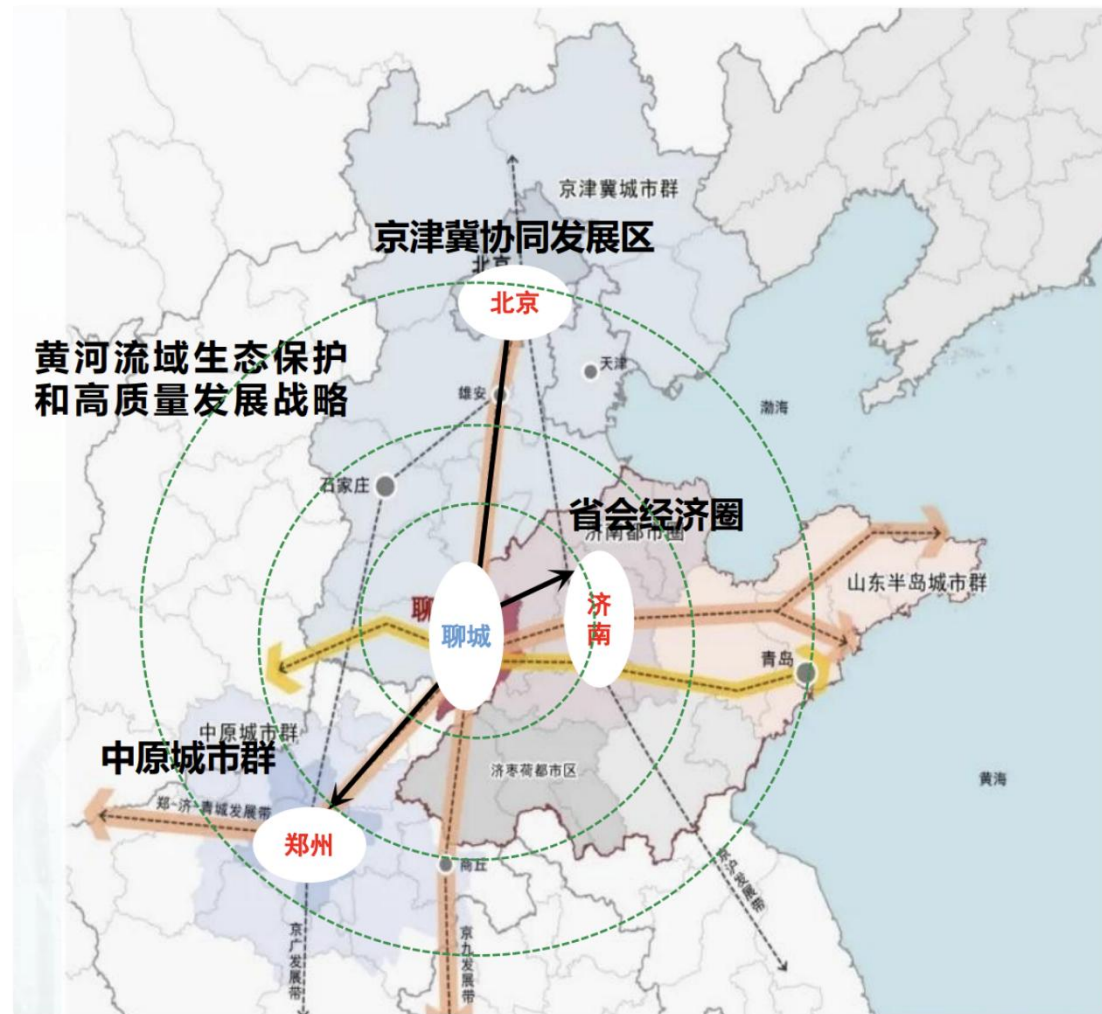 京津冀城市群
京津冀协同发展区
北京
北京
黄河流域生态保护
和高质量发展战略
天津
雄安
渤海
石家庄
省会经济圈
济南都市圈
山东半岛城市群
聊
聊城
济
南
青岛
中原城市群
中原城市群
济枣荷都市区
黄海
郑-济-青城发展带
郑州
商丘
京沪发展带
京广发展带
京九发展带